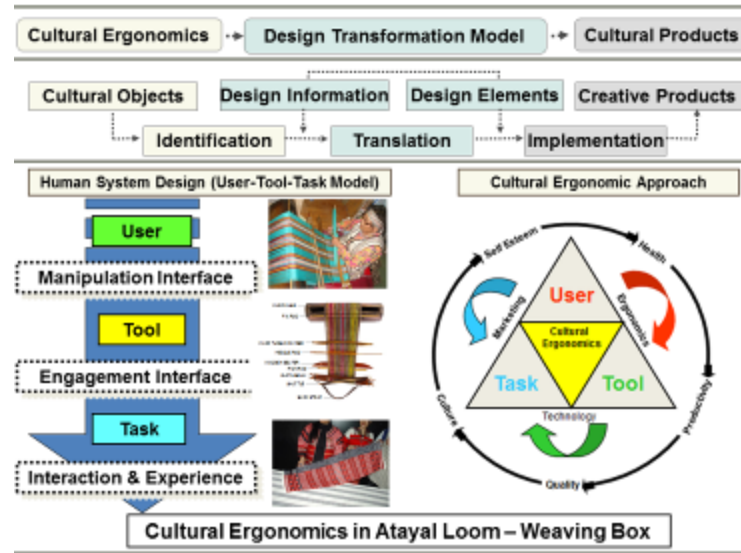 Cultural Ergonomics
Design Transformation Model
Cultural Products
Cultural Objects
Design Information
Design Elements
Creative Products
Identification
Translation
Implementation
Human System Design (User-Tool-Task Model)
Cultural Ergonomic Approach
User
Manipulation Interface
Tool
Engagement Interface
Task
Interaction & Experience
Self Esteem
Health
Marketing
User
Ergonomics
Cultural
Ergonomics
Task
Tool
Technology
Culture
Productivity
Quality
Cultural Ergonomics in Atayal Loom – Weaving Box